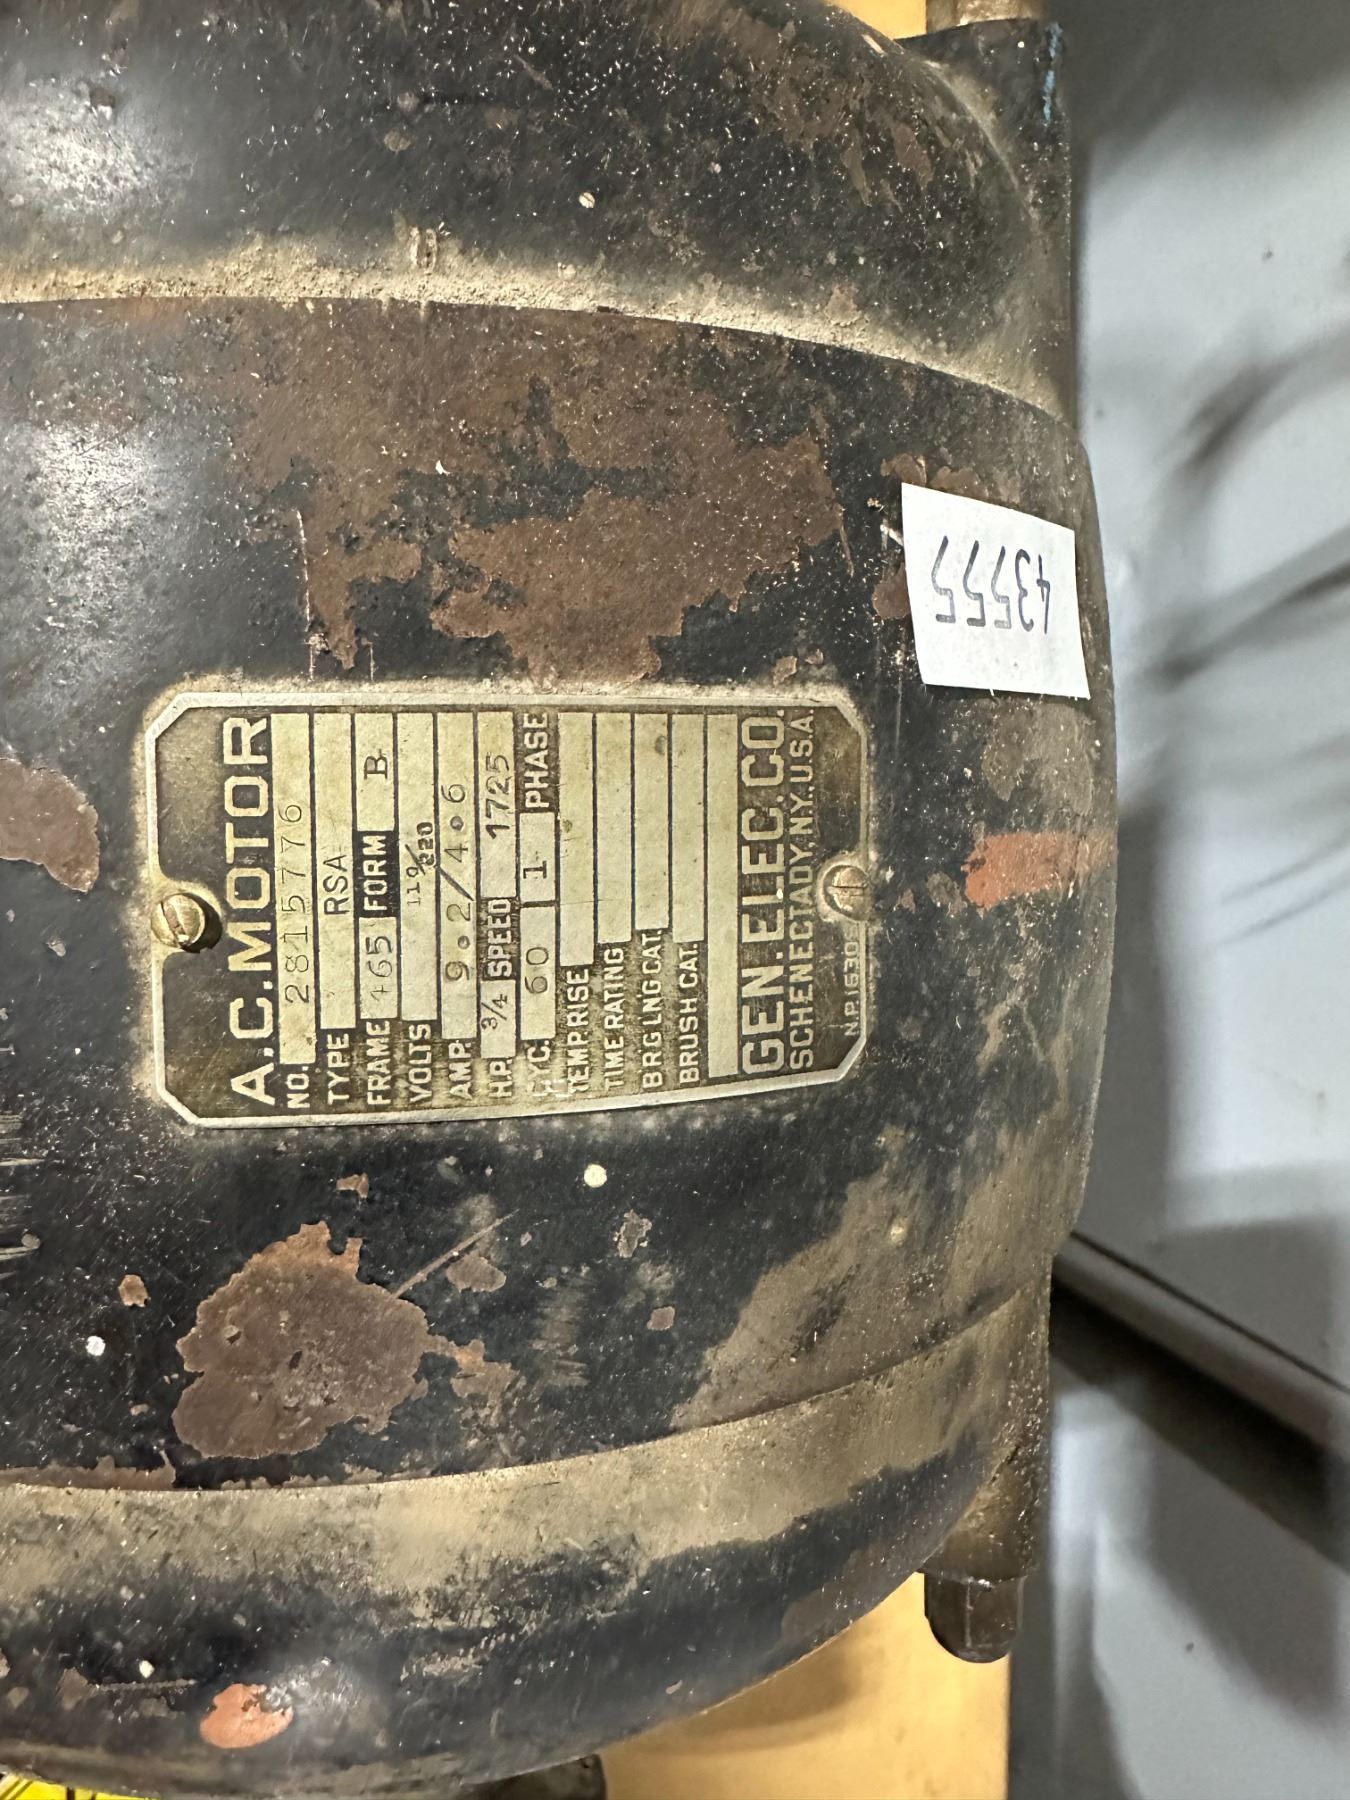 A.C. MOTOR
NO. 2815776
TYPE RSA
FRAME 465 FORM B
VOLTS 110/220
AMP. 9.2/4.6
H.P. 3/4 SPEED 1725
CYC. 60 1 PHASE
TEMP RISE
TIME RATING
BRG LNG CAT.
BRUSH CAT.
GEN. ELEC. CO.
SCHENECTADY, N.Y. U.S.A.
43555